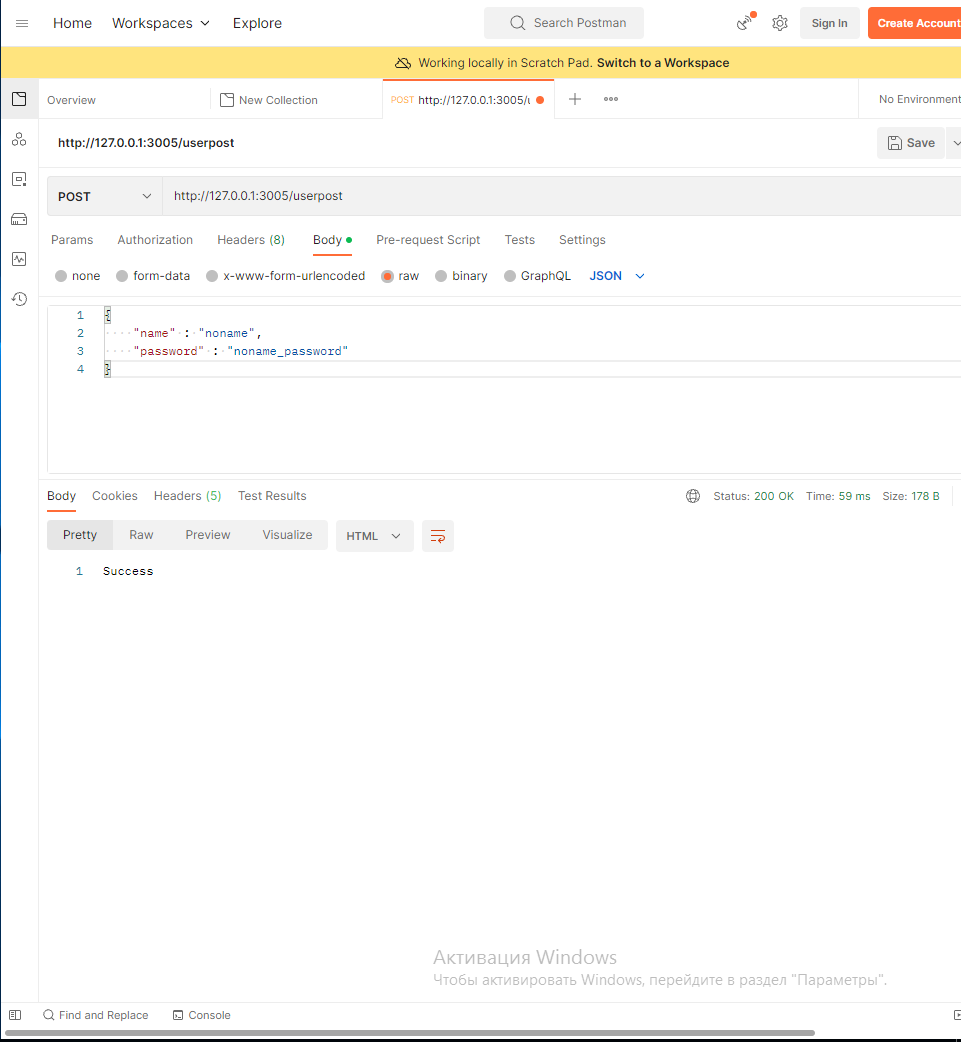 Home Workspaces Explore Search Postman Sign In Create Account
Working locally in Scratch Pad. Switch to a Workspace
Overview New Collection POST http://127.0.0.1:3005/u No Environment
http://127.0.0.1:3005/userpost Save
POST http://127.0.0.1:3005/userpost
Params Authorization Headers (8) Body Pre-request Script Tests Settings
none form-data x-www-form-urlencoded raw binary GraphQL JSON
1 {
2 "name" : "noname",
3 "password" : "noname_password"
4 }
Body Cookies Headers (5) Test Results Status: 200 OK Time: 59 ms Size: 178 B
Pretty Raw Preview Visualize HTML
1 Success
Активация Windows
Чтобы активировать Windows, перейдите в раздел "Параметры".
Find and Replace Console